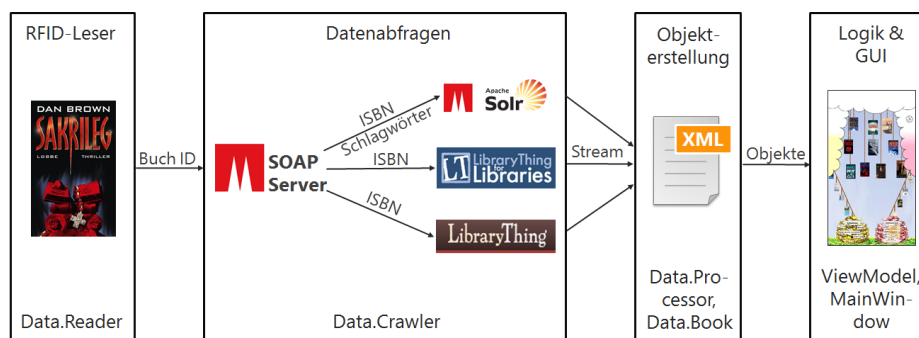 RFID-Leser
DAN BROWN
SAKRILEG
LÜBBE THRILLER
Data.Reader
Buch ID
Datenabfragen
SOAP
Server
ISBN
Schlagwörter
Apache
Solr
ISBN
LT LibraryThing
for
Libraries
ISBN
LibraryThing
Data.Crawler
Stream
Objekt-
erstellung
XML
Data.Pro-
cessor,
Data.Book
Objekte
Logik &
GUI
ViewModel,
MainWin-
dow